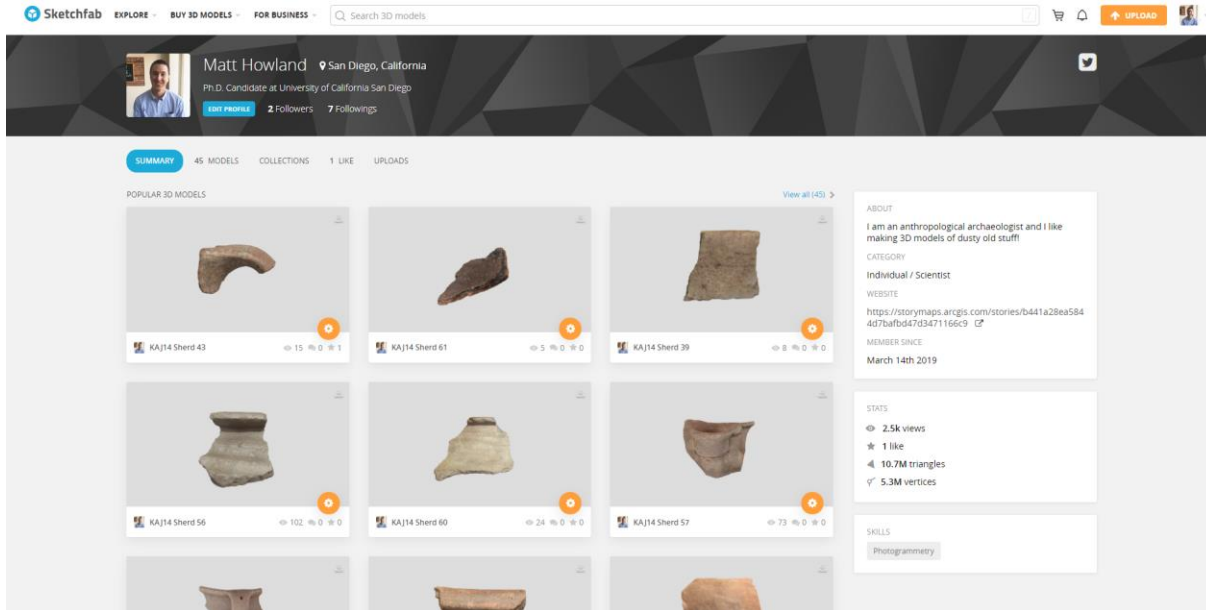 Sketchfab EXPLORE BUY 3D MODELS FOR BUSINESS Search 3D models UPLOAD
Matt Howland San Diego, California
Ph.D. Candidate at University of California San Diego
EDIT PROFILE 2 Followers 7 Followings
SUMMARY 45 MODELS COLLECTIONS 1 LIKE UPLOADS
POPULAR 3D MODELS View all (45)
KAJ14 Sherd 43 15 0 1
KAJ14 Sherd 61 5 0 0
KAJ14 Sherd 39 8 0 0
KAJ14 Sherd 56 102 0 0
KAJ14 Sherd 60 24 0 0
KAJ14 Sherd 57 73 0 0
ABOUT
I am an anthropological archaeologist and I like
making 3D models of dusty old stuff!
CATEGORY
Individual / Scientist
WEBSITE
https://storymaps.arcgis.com/stories/b441a28ea584
4d7bafbd47d3471166c9
MEMBER SINCE
March 14th 2019
STATS
2.5k views
1 like
10.7M triangles
5.3M vertices
SKILLS
Photogrammetry